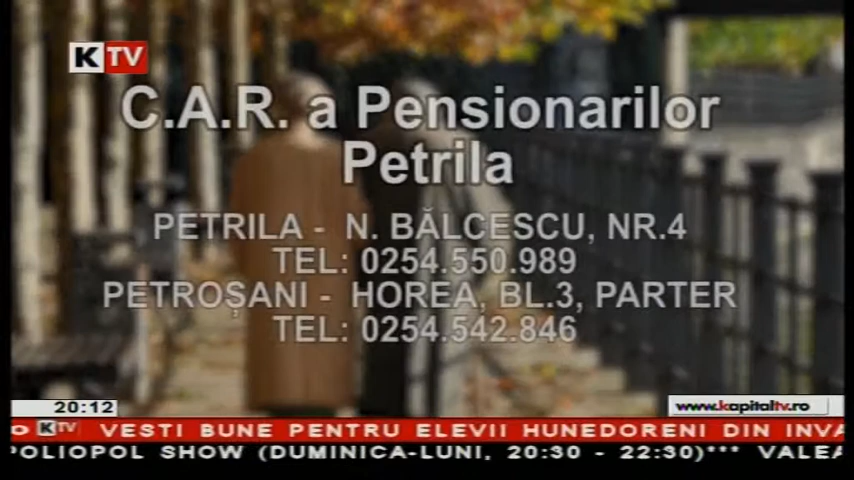 K TV
C.A.R. a Pensionarilor
Petrila
PETRILA - N. BĂLCESCU, NR.4
TEL: 0254.550.989
PETROȘANI - HOREA, BL.3, PARTER
TEL: 0254.542.846
20:12
www.kapitaltv.ro
O KTV VESTI BUNE PENTRU ELEVII HUNEDORENI DIN INVA
POLIOPOL SHOW (DUMINICA-LUNI, 20:30 - 22:30)*** VALEA